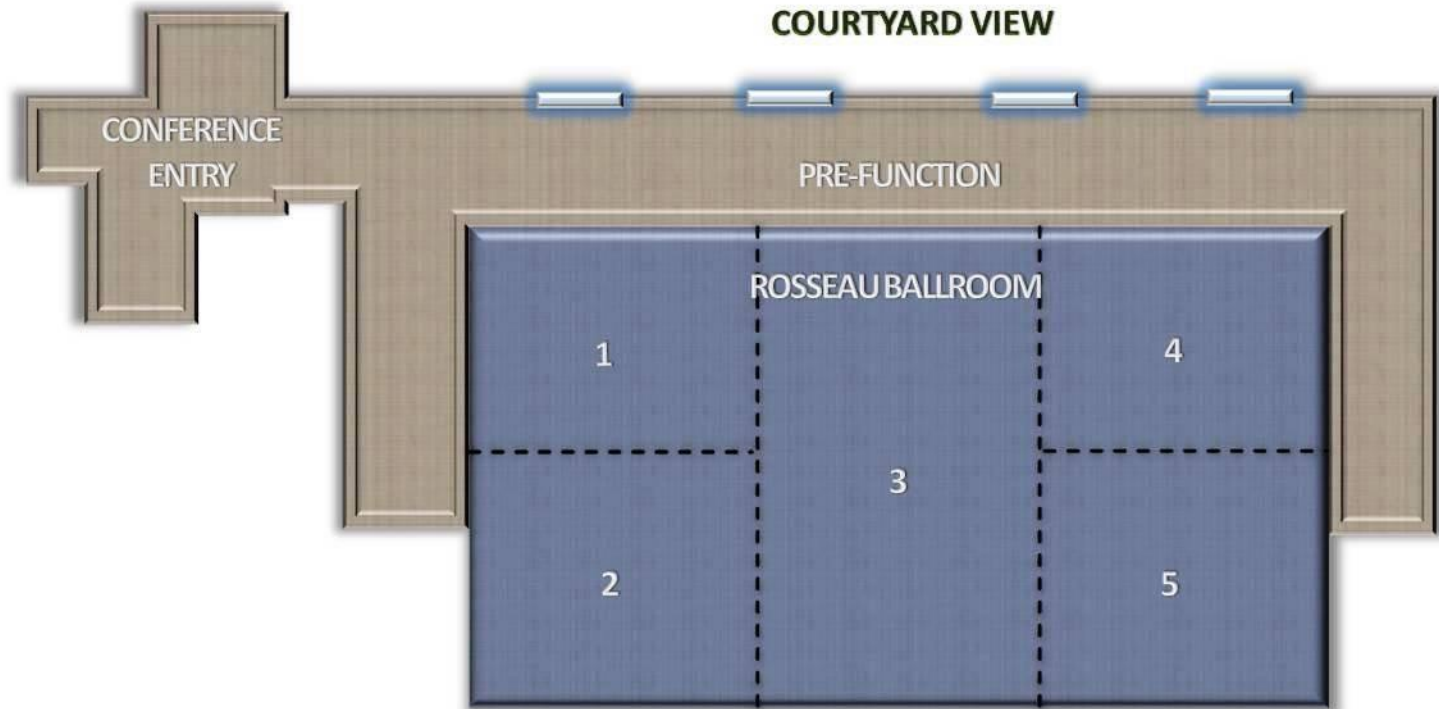 COURTYARD VIEW
CONFERENCE
ENTRY
PRE-FUNCTION
ROSSEAU BALLROOM
1
4
3
2
5